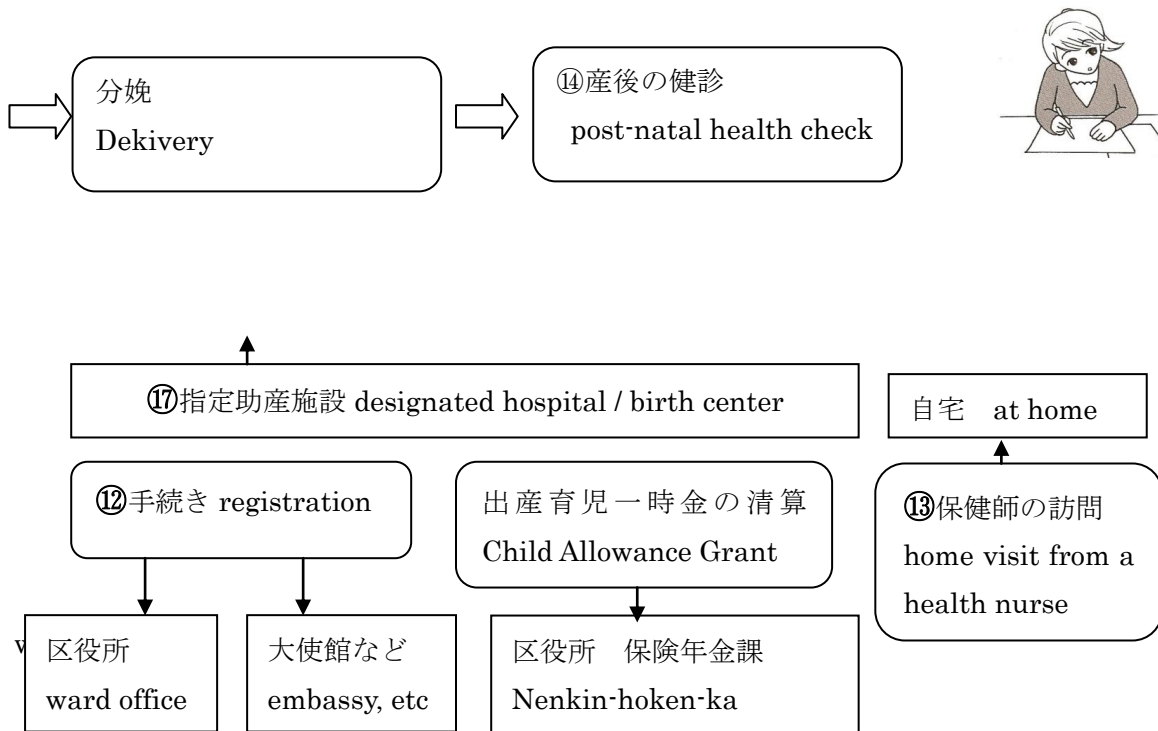 分娩
Dekivery
⑭産後の健診
post-natal health check
⑰指定助産施設 designated hospital / birth center
自宅　at home
⑫手続き registration
出産育児一時金の清算
Child Allowance Grant
⑬保健師の訪問
home visit from a
health nurse
区役所
ward office
大使館など
embassy, etc
区役所　保険年金課
Nenkin-hoken-ka